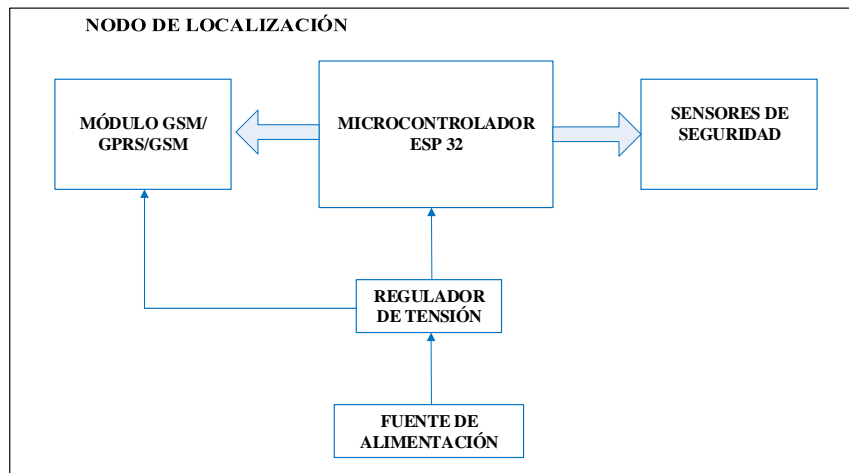 NODO DE LOCALIZACIÓN
MÓDULO GSM/
GPRS/GSM
MICROCONTROLADOR
ESP 32
SENSORES DE
SEGURIDAD
REGULADOR
DE TENSIÓN
FUENTE DE
ALIMENTACIÓN